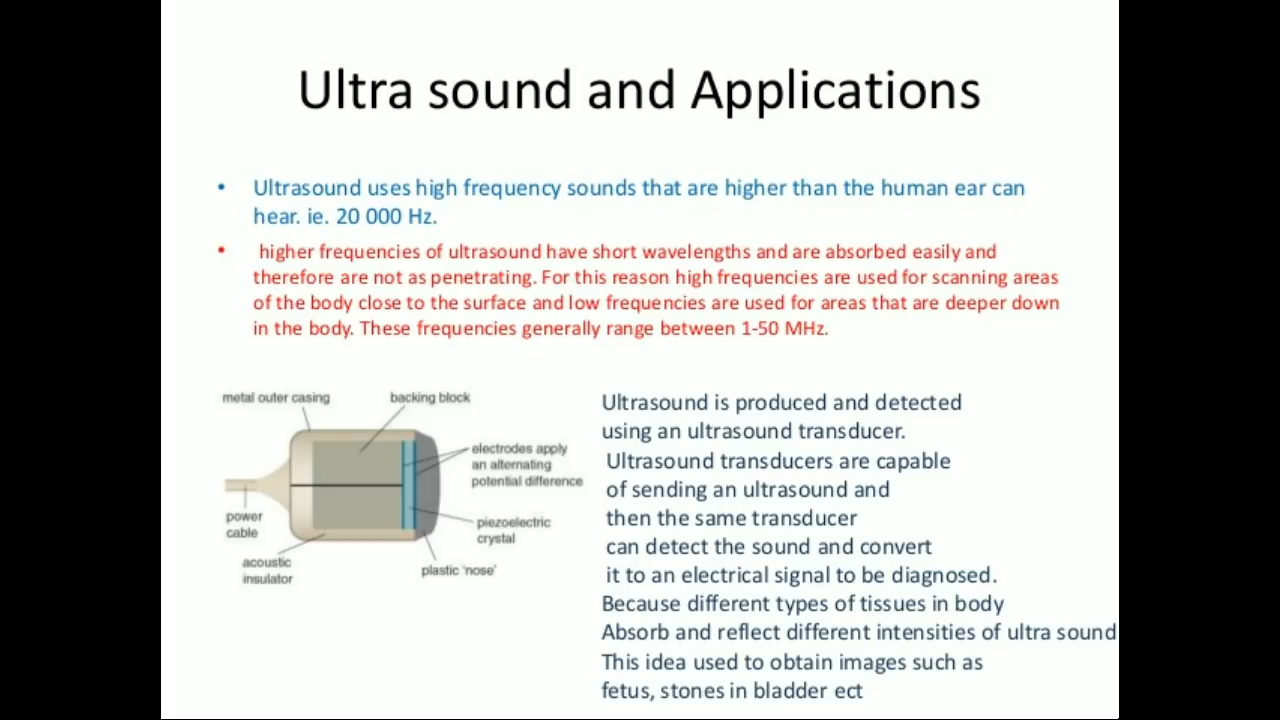 Ultra sound and Applications
• Ultrasound uses high frequency sounds that are higher than the human ear can
hear. ie. 20 000 Hz.
• higher frequencies of ultrasound have short wavelengths and are absorbed easily and
therefore are not as penetrating. For this reason high frequencies are used for scanning areas
of the body close to the surface and low frequencies are used for areas that are deeper down
in the body. These frequencies generally range between 1-50 MHz.
metal outer casing
backing block
electrodes apply
an alternating
potential difference
power
cable
piezoelectric
crystal
acoustic
insulator
plastic 'nose'
Ultrasound is produced and detected
using an ultrasound transducer.
Ultrasound transducers are capable
of sending an ultrasound and
then the same transducer
can detect the sound and convert
it to an electrical signal to be diagnosed.
Because different types of tissues in body
Absorb and reflect different intensities of ultra sound
This idea used to obtain images such as
fetus, stones in bladder ect